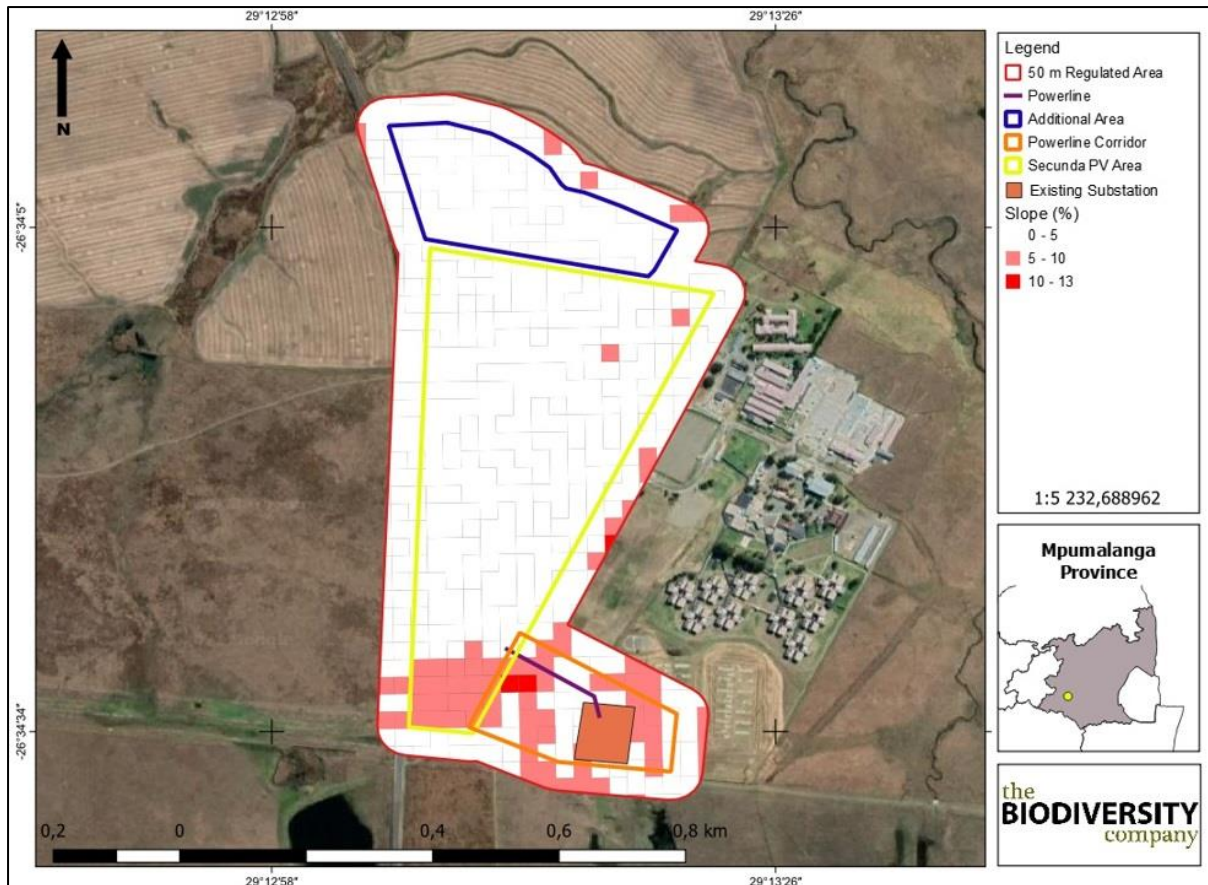 29°12'58"
29°13'26"
N
-26°34'5"
-26°34'34"
0,2
0
0,4
0,6
0,8 km
29°12'58"
29°13'26"
Legend
50 m Regulated Area
Powerline
Additional Area
Powerline Corridor
Secunda PV Area
Existing Substation
Slope (%)
0 - 5
5 - 10
10 - 13
1:5 232,688962
Mpumalanga
Province
the
BIODIVERSITY
company